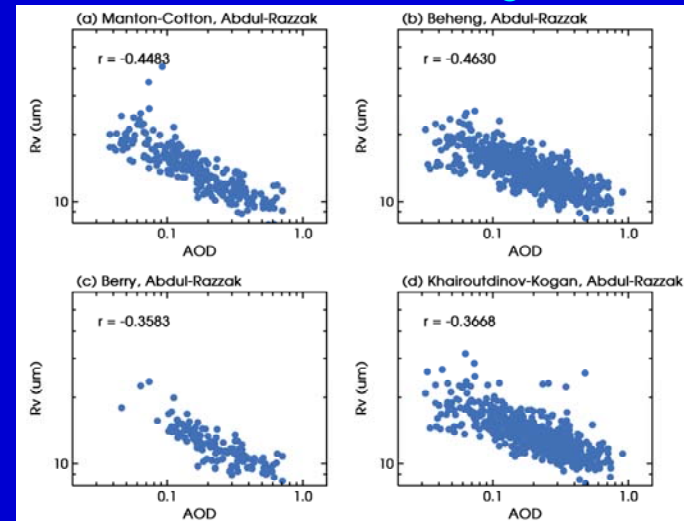 (a) Manton-Cotton, Abdul-Razzak
r = -0.4483
Rv (um)
10
0.1
1.0
AOD
(b) Beheng, Abdul-Razzak
r = -0.4630
Rv (um)
10
0.1
1.0
AOD
(c) Berry, Abdul-Razzak
r = -0.3583
Rv (um)
10
0.1
1.0
AOD
(d) Khairoutdinov-Kogan, Abdul-Razzak
r = -0.3668
Rv (um)
10
0.1
1.0
AOD